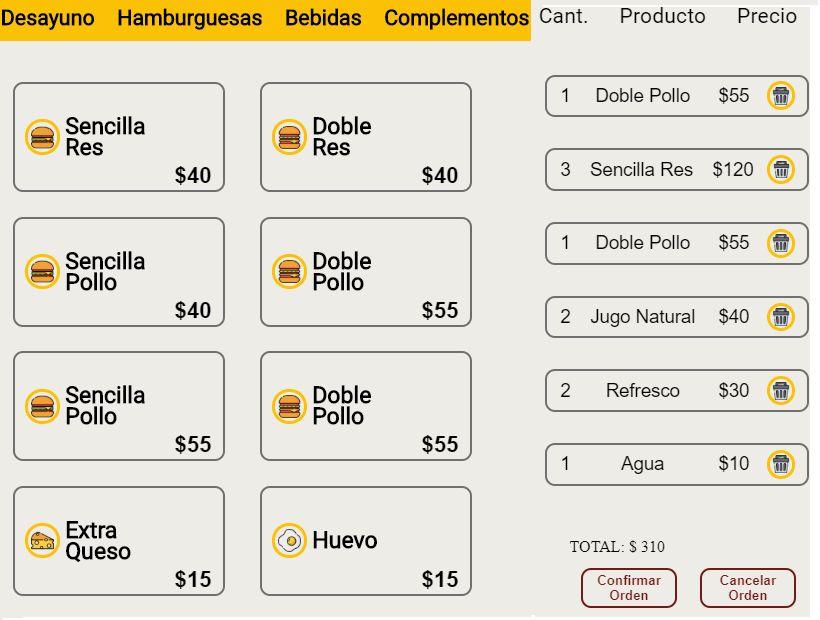 Desayuno Hamburguesas Bebidas Complementos
Sencilla
Res
$40
Doble
Res
$40
Sencilla
Pollo
$40
Doble
Pollo
$55
Sencilla
Pollo
$55
Doble
Pollo
$55
Extra
Queso
$15
Huevo
$15
Cant. Producto Precio
1 Doble Pollo $55
3 Sencilla Res $120
1 Doble Pollo $55
2 Jugo Natural $40
2 Refresco $30
1 Agua $10
TOTAL: $ 310
Confirmar
Orden
Cancelar
Orden